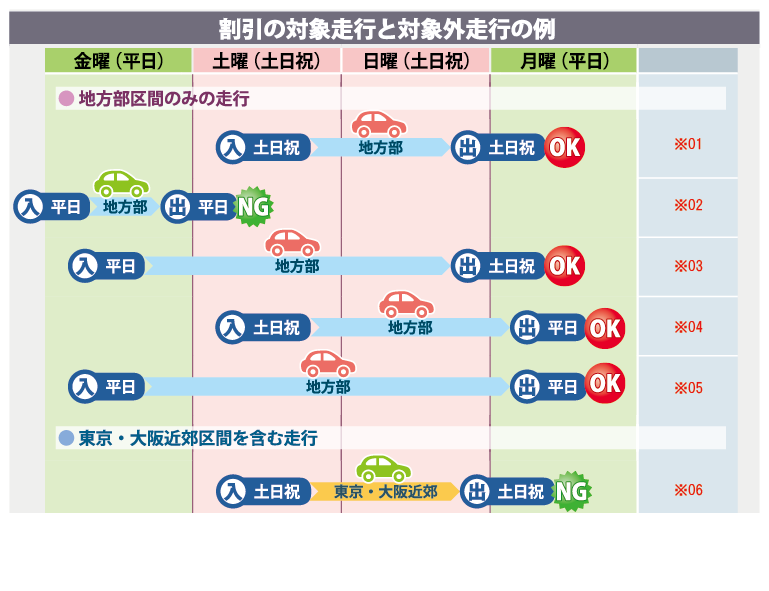 割引の対象走行と対象外走行の例
金曜（平日） 土曜（土日祝） 日曜（土日祝） 月曜（平日）
●地方部区間のみの走行
入 土日祝 地方部 出 土日祝 OK ※01
入 平日 地方部 出 平日 NG ※02
入 平日 地方部 出 土日祝 OK ※03
入 土日祝 地方部 出 平日 OK ※04
入 平日 地方部 出 平日 OK ※05
●東京・大阪近郊区間を含む走行
入 土日祝 東京・大阪近郊 出 土日祝 NG ※06